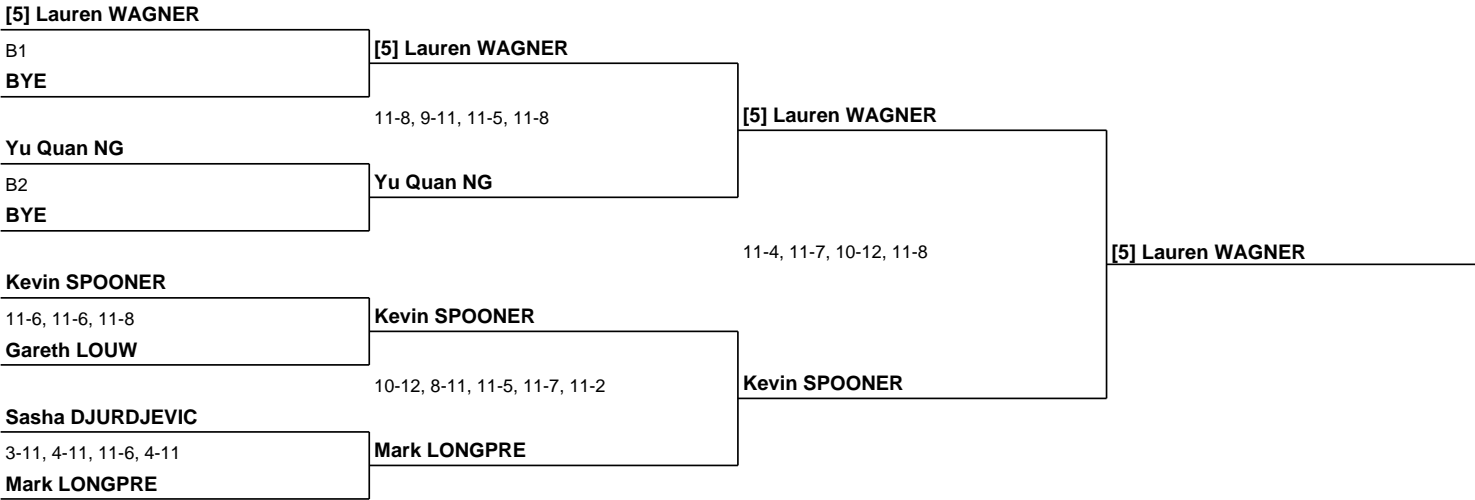 [5] Lauren WAGNER
B1
BYE
[5] Lauren WAGNER
11-8, 9-11, 11-5, 11-8
[5] Lauren WAGNER
Yu Quan NG
B2
BYE
Yu Quan NG
11-4, 11-7, 10-12, 11-8
[5] Lauren WAGNER
Kevin SPOONER
11-6, 11-6, 11-8
Gareth LOUW
Kevin SPOONER
10-12, 8-11, 11-5, 11-7, 11-2
Kevin SPOONER
Sasha DJURDJEVIC
3-11, 4-11, 11-6, 4-11
Mark LONGPRE
Mark LONGPRE